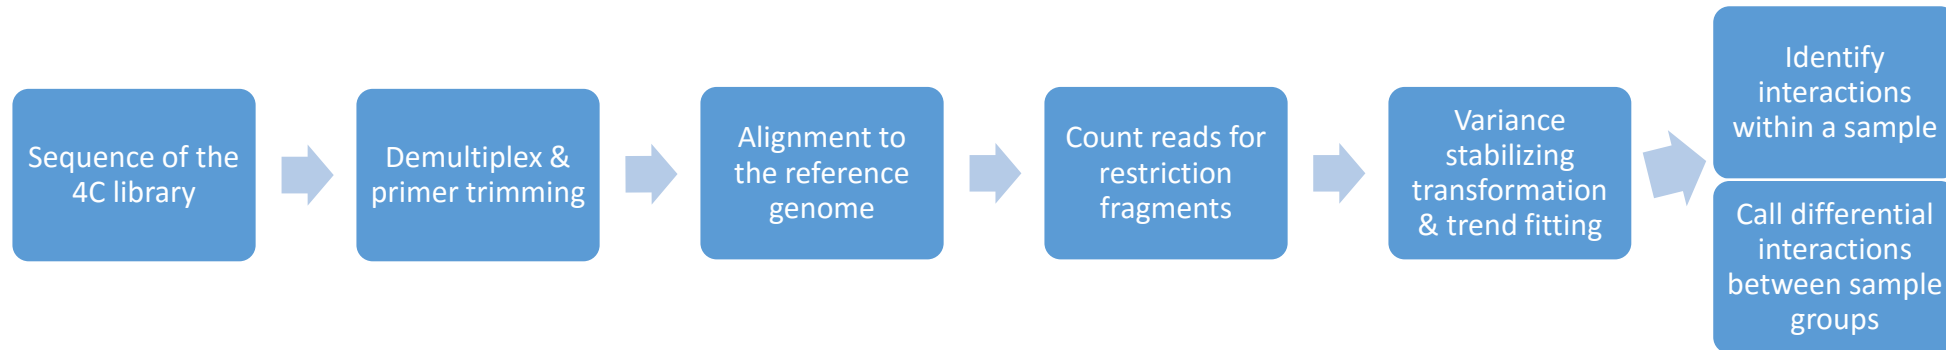 Sequence of the
4C library
Demultiplex &
primer trimming
Alignment to
the reference
genome
Count reads for
restriction
fragments
Variance
stabilizing
transformation
& trend fitting
Identify
interactions
within a sample
Call differential
interactions
between sample
groups